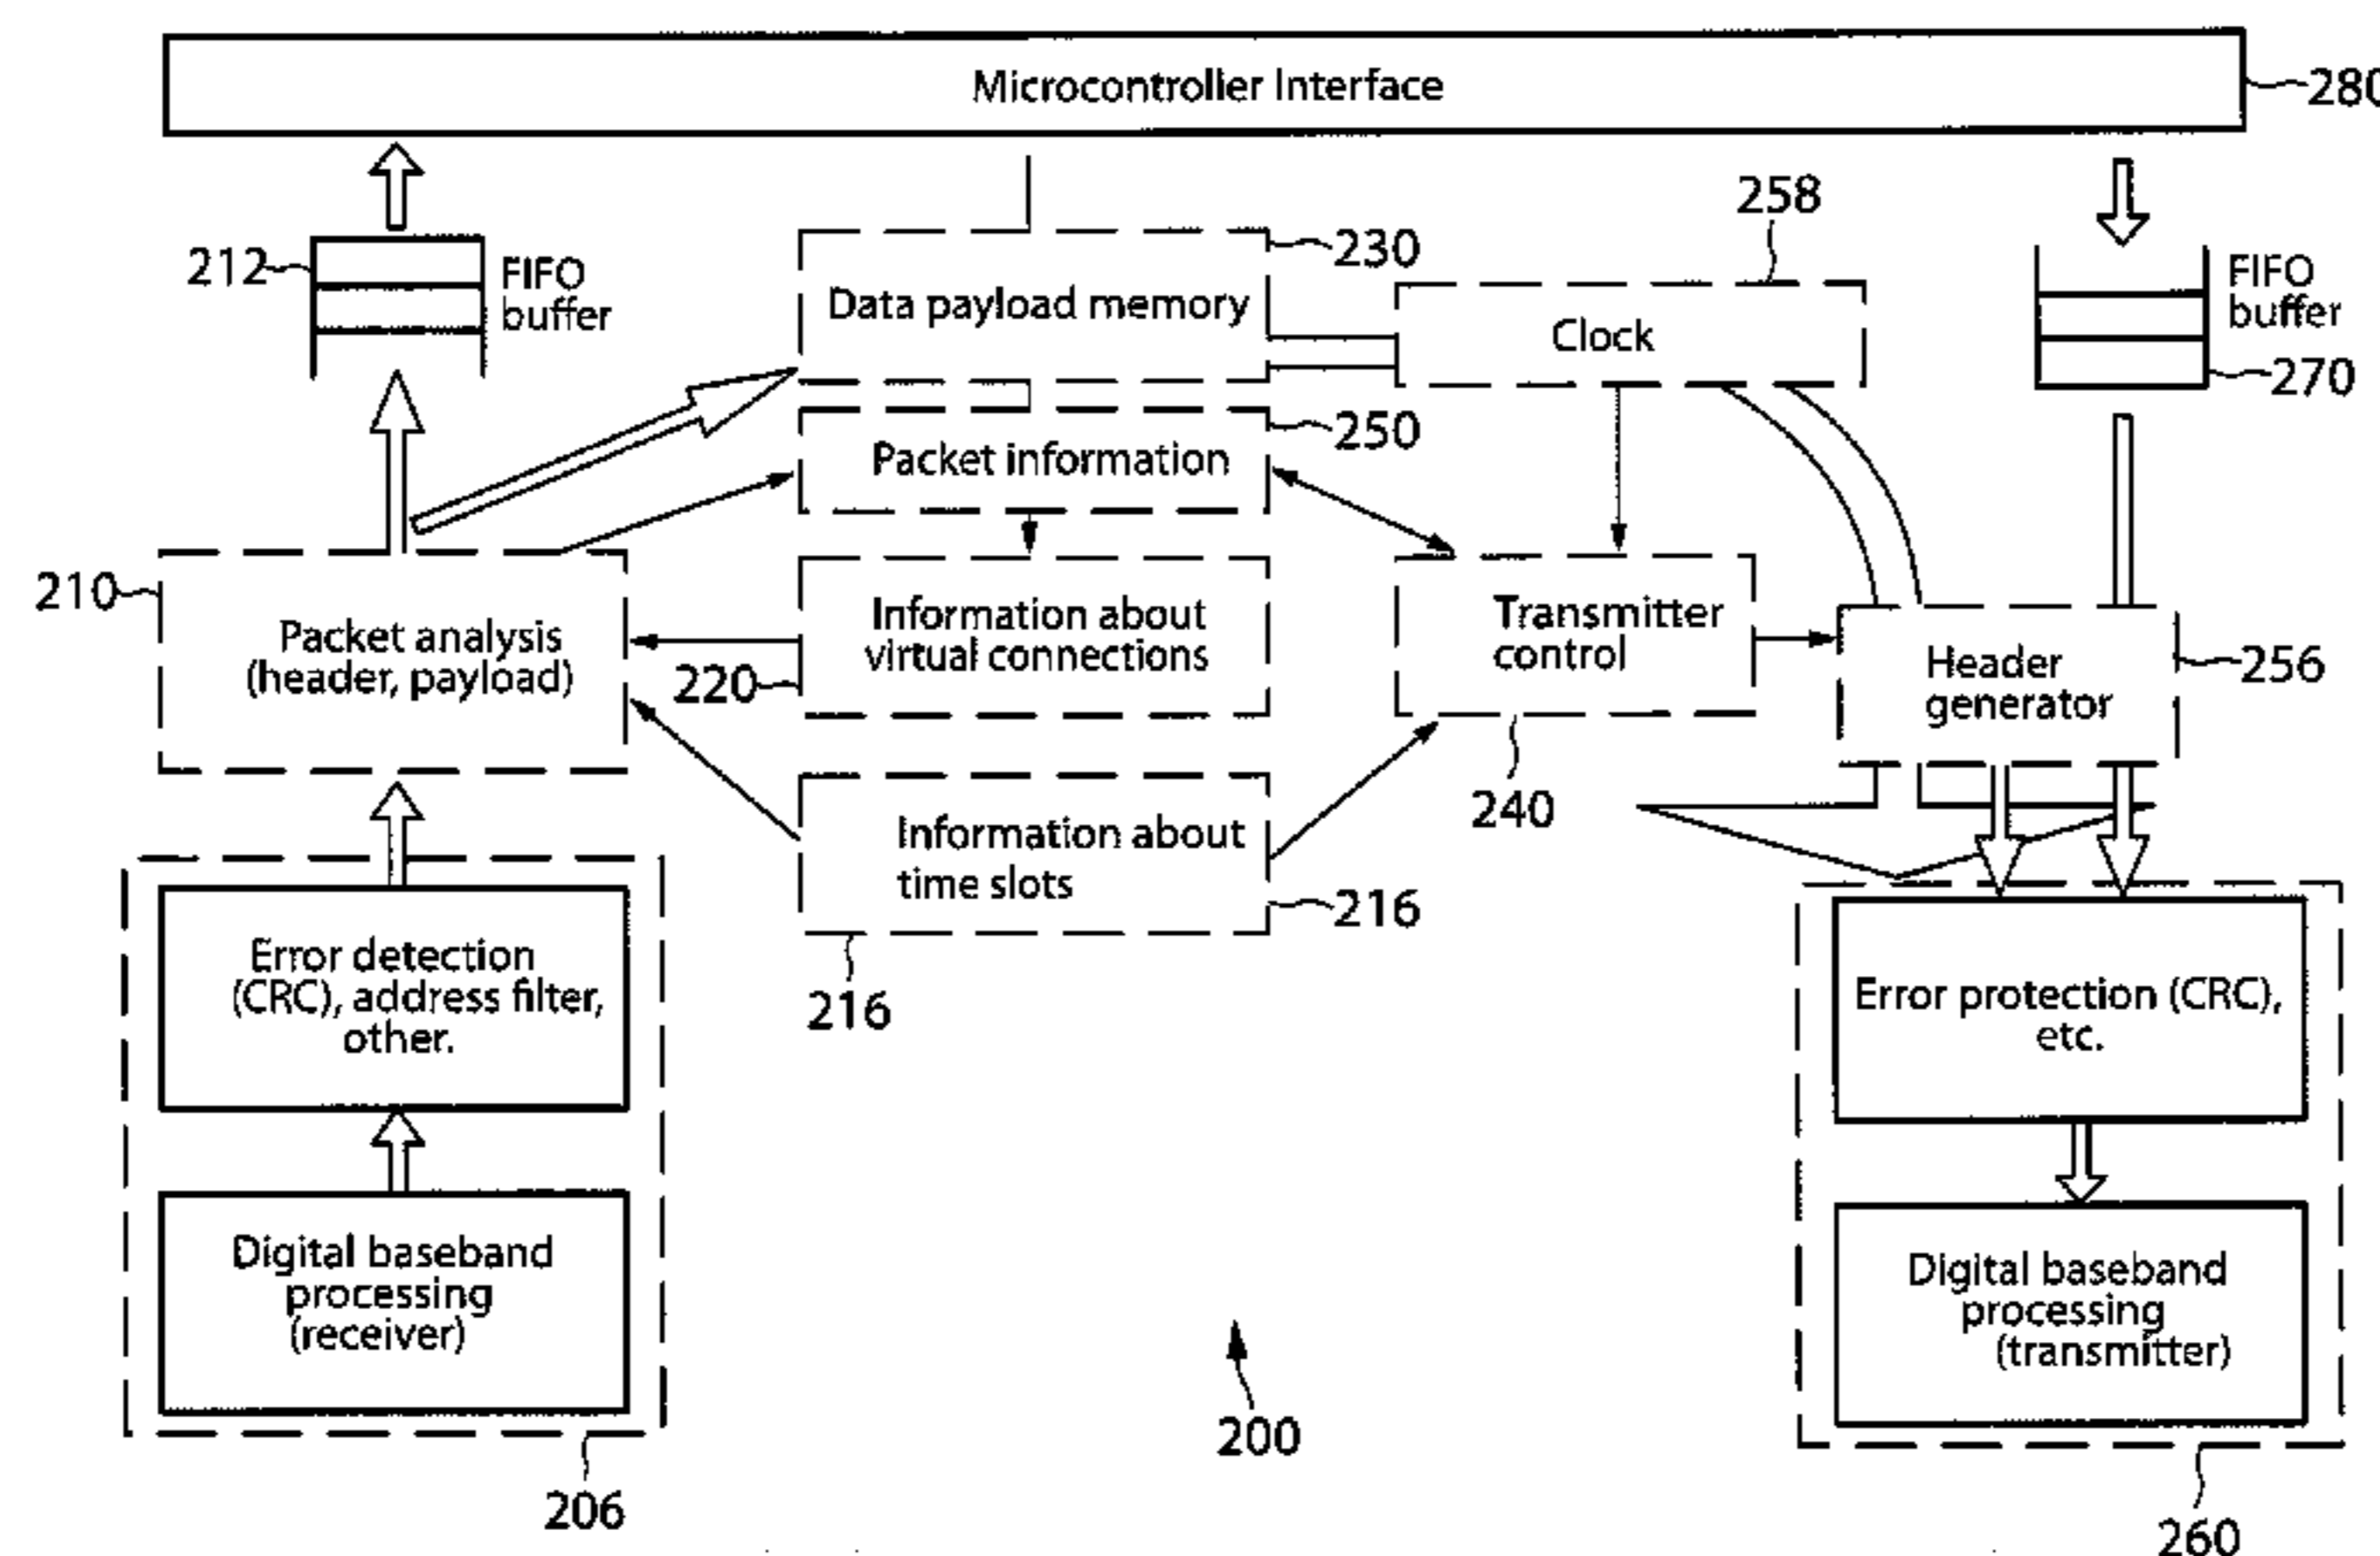 Microcontroller Interface
280
258
212
FIFO
buffer
230
Data payload memory
Clock
FIFO
buffer
270
250
Packet information
210
Packet analysis
(header, payload)
Information about
virtual connections
220
Transmitter
control
Header
generator
256
240
Information about
time slots
216
216
Error detection
(CRC), address filter,
other.
Error protection (CRC),
etc.
Digital baseband
processing
(receiver)
Digital baseband
processing
(transmitter)
200
206
260